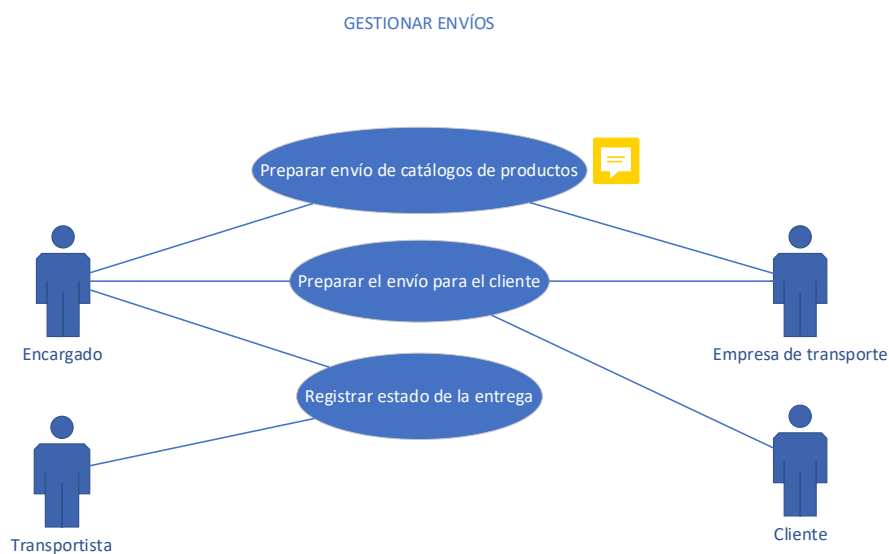 GESTIONAR ENVÍOS
Preparar envío de catálogos de productos
Preparar el envío para el cliente
Encargado
Empresa de transporte
Registrar estado de la entrega
Transportista
Cliente